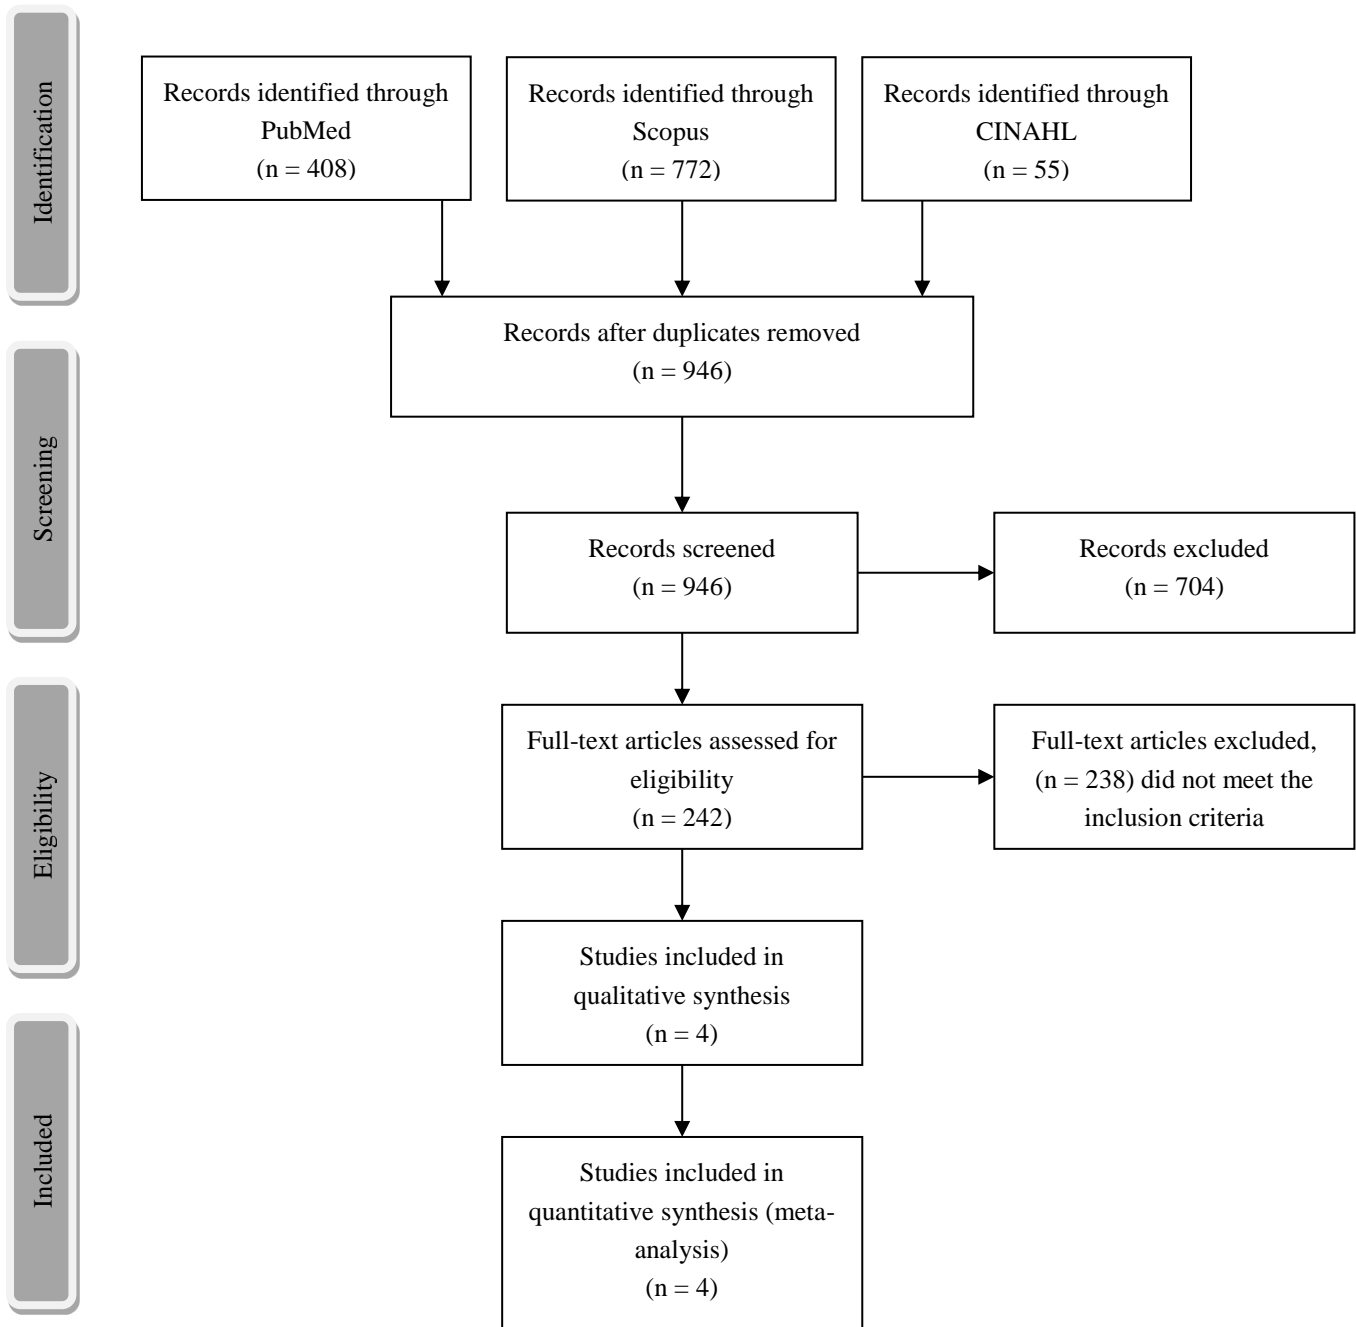 Identification
Records identified through
PubMed
(n = 408)
Records identified through
Scopus
(n = 772)
Records identified through
CINAHL
(n = 55)
Records after duplicates removed
(n = 946)
Screening
Records screened
(n = 946)
Records excluded
(n = 704)
Eligibility
Full-text articles assessed for
eligibility
(n = 242)
Full-text articles excluded,
(n = 238) did not meet the
inclusion criteria
Studies included in
qualitative synthesis
(n = 4)
Included
Studies included in
quantitative synthesis (meta-
analysis)
(n = 4)